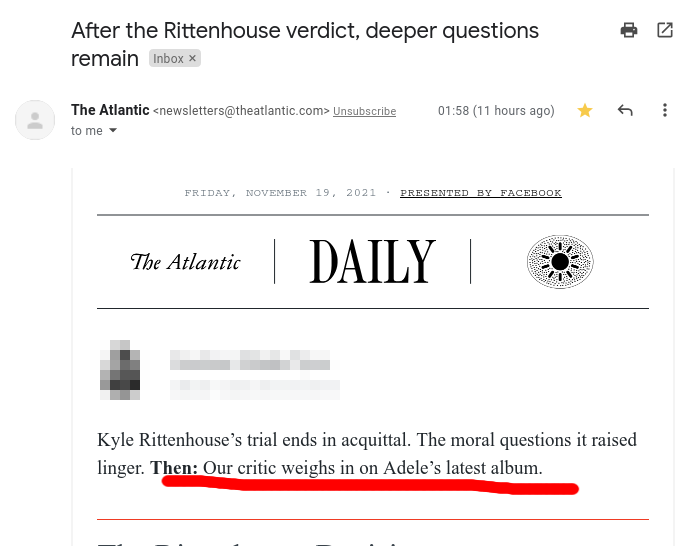 After the Rittenhouse verdict, deeper questions
remain Inbox ×
The Atlantic <newsletters@theatlantic.com> Unsubscribe 01:58 (11 hours ago)
to me
FRIDAY, NOVEMBER 19, 2021 · PRESENTED BY FACEBOOK
The Atlantic DAILY
Kyle Rittenhouse’s trial ends in acquittal. The moral questions it raised
linger. Then: Our critic weighs in on Adele’s latest album.